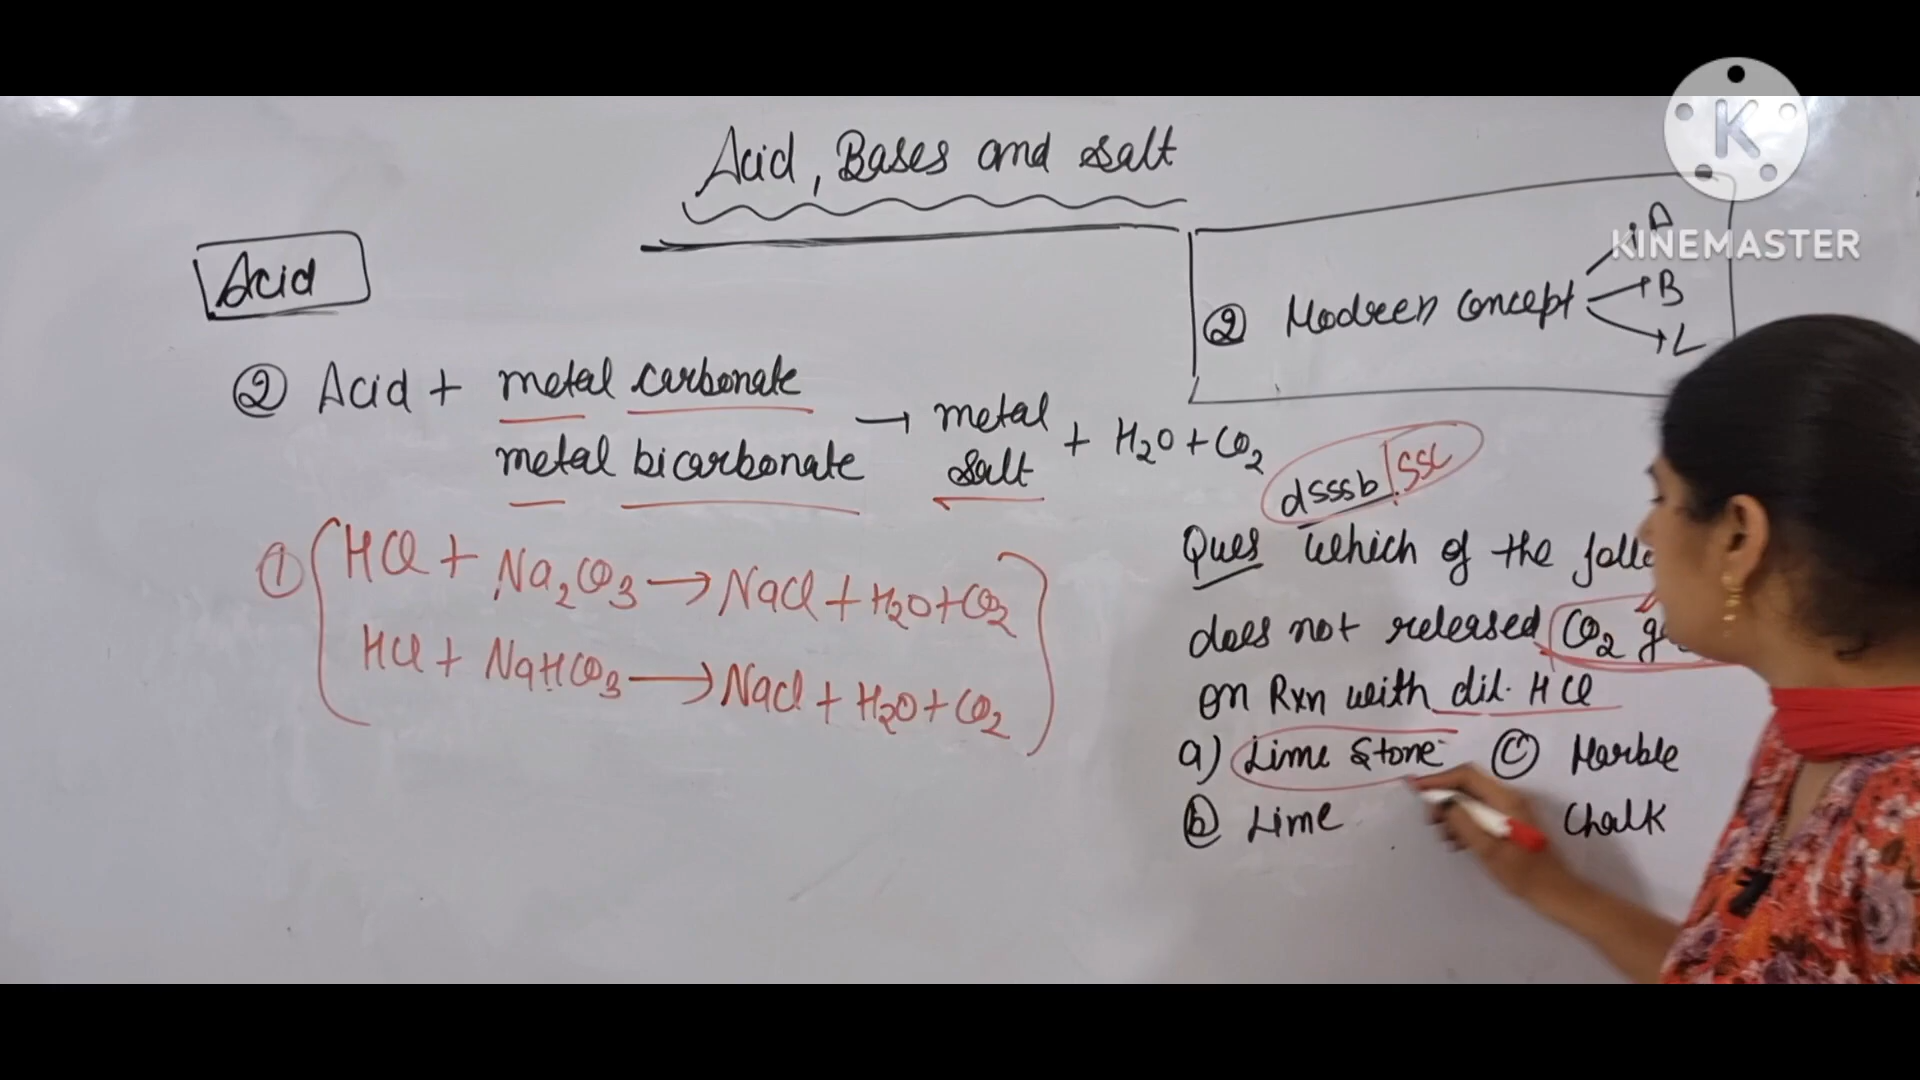 Acid, Bases and Salt
K
KINEMASTER
Acid
② Modreen concept → A
→ B
→ L
② Acid + metal carbonate
metal bicarbonate → metal salt + H₂O + CO₂
dsssb/SSC
① HCl + Na₂CO₃ → NaCl + H₂O + CO₂
HCl + NaHCO₃ → NaCl + H₂O + CO₂
Ques which of the
does not released CO₂
on Rxn with dil. HCl
a) Lime Stone ⓒ Marble
ⓑ Lime Chalk